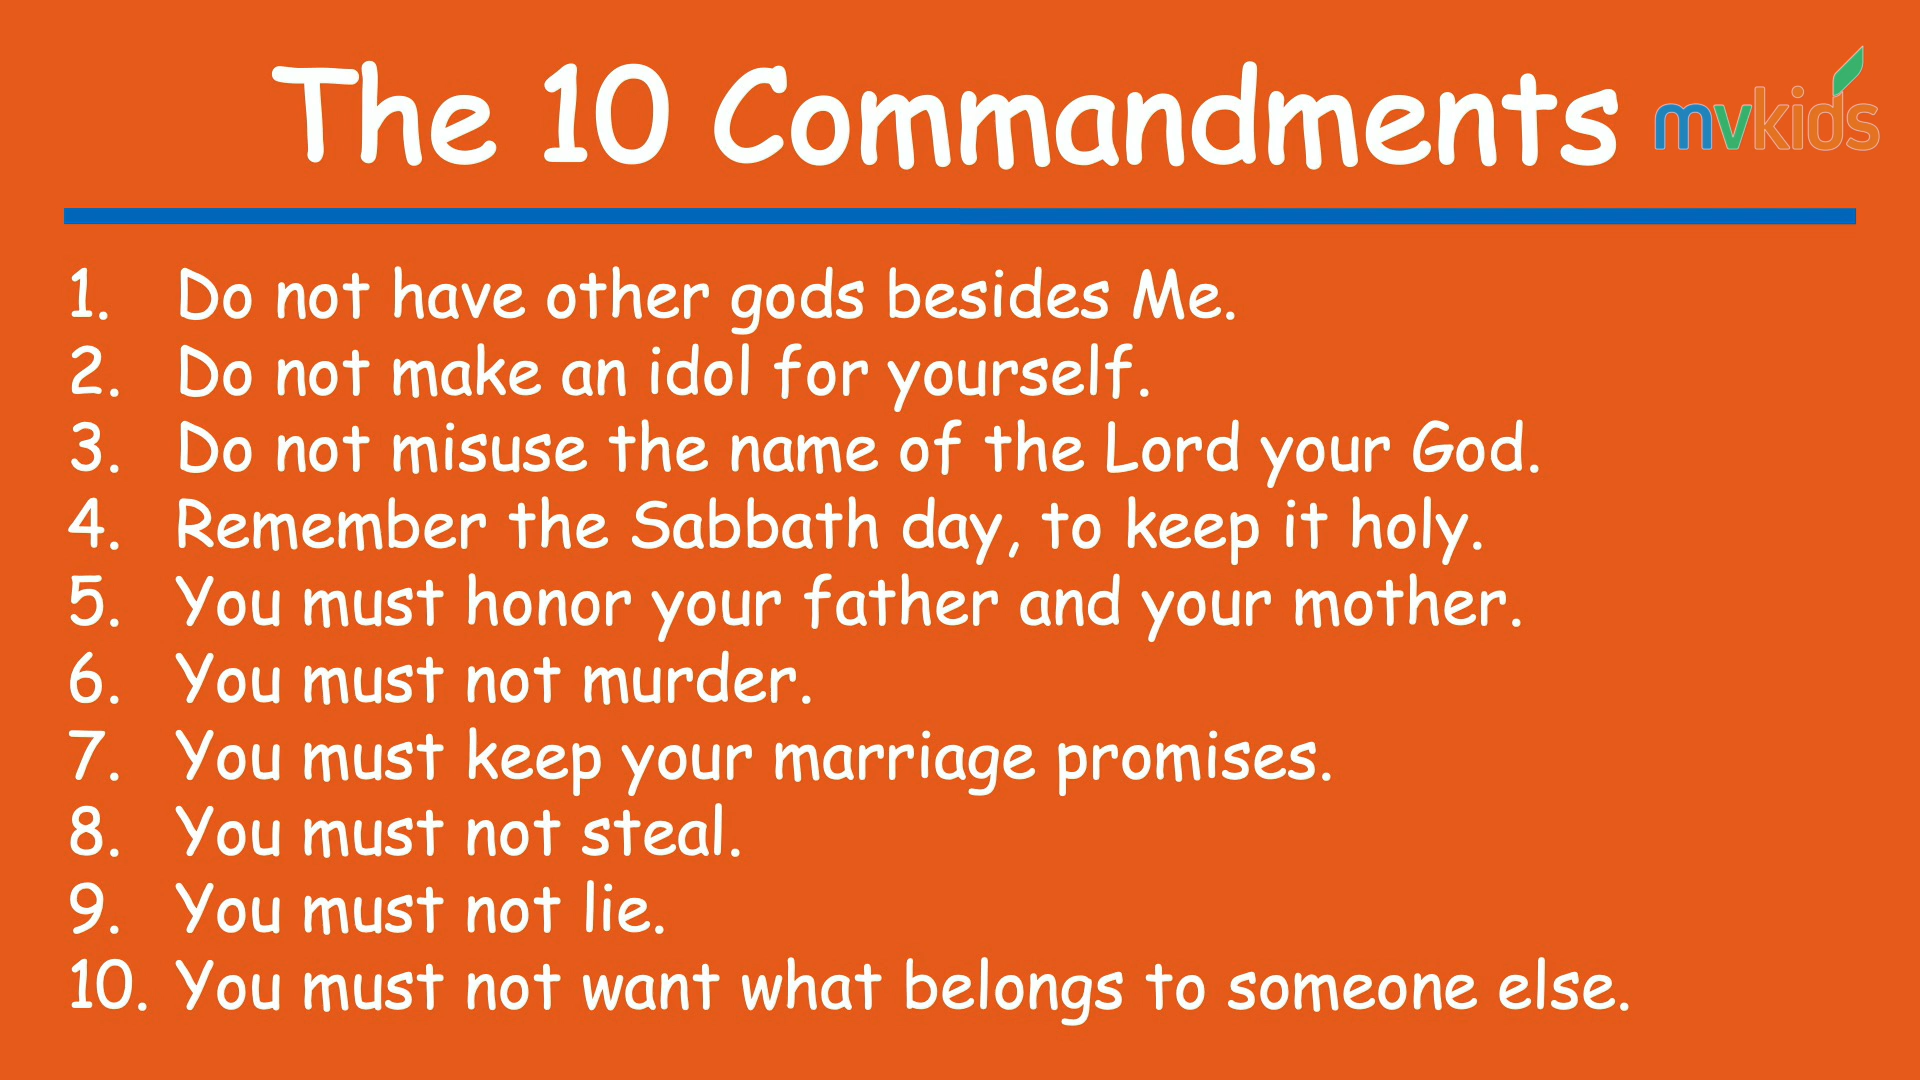 The 10 Commandments
mvkids
1. Do not have other gods besides Me.
2. Do not make an idol for yourself.
3. Do not misuse the name of the Lord your God.
4. Remember the Sabbath day, to keep it holy.
5. You must honor your father and your mother.
6. You must not murder.
7. You must keep your marriage promises.
8. You must not steal.
9. You must not lie.
10. You must not want what belongs to someone else.